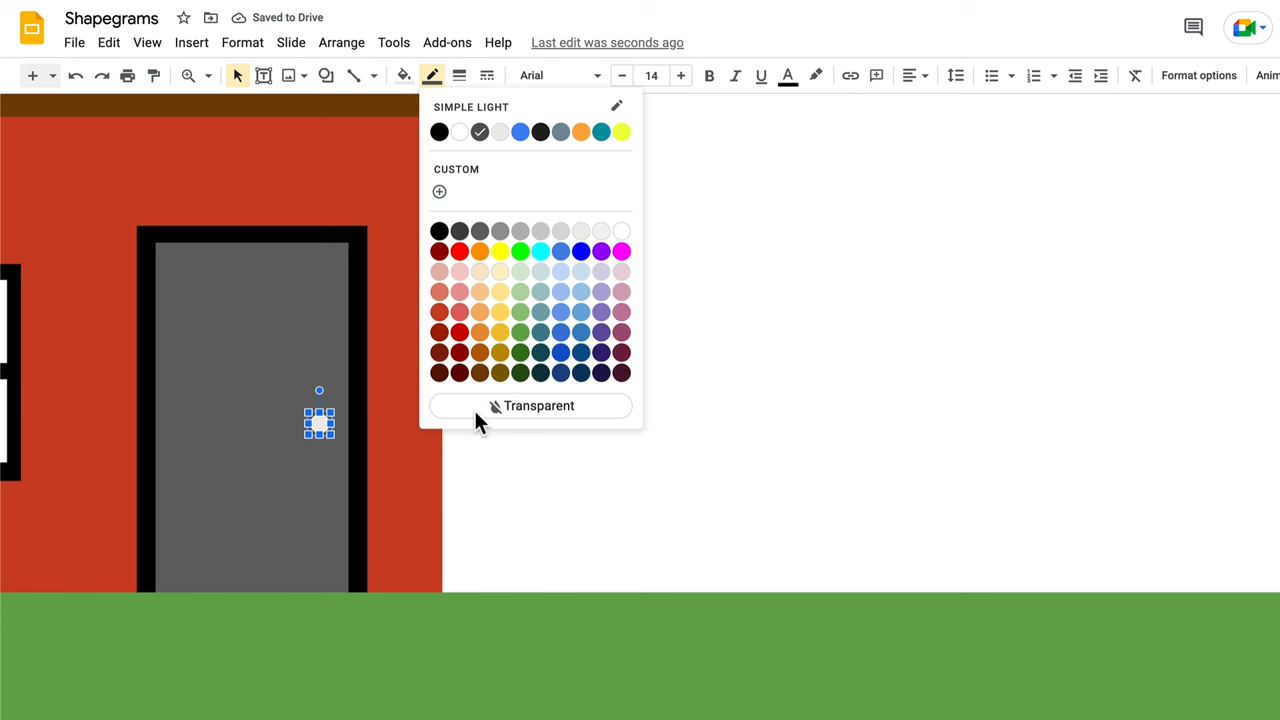 Shapegrams
Saved to Drive
File Edit View Insert Format Slide Arrange Tools Add-ons Help Last edit was seconds ago
Arial 14 B I U A Format options Anim
SIMPLE LIGHT
CUSTOM
Transparent